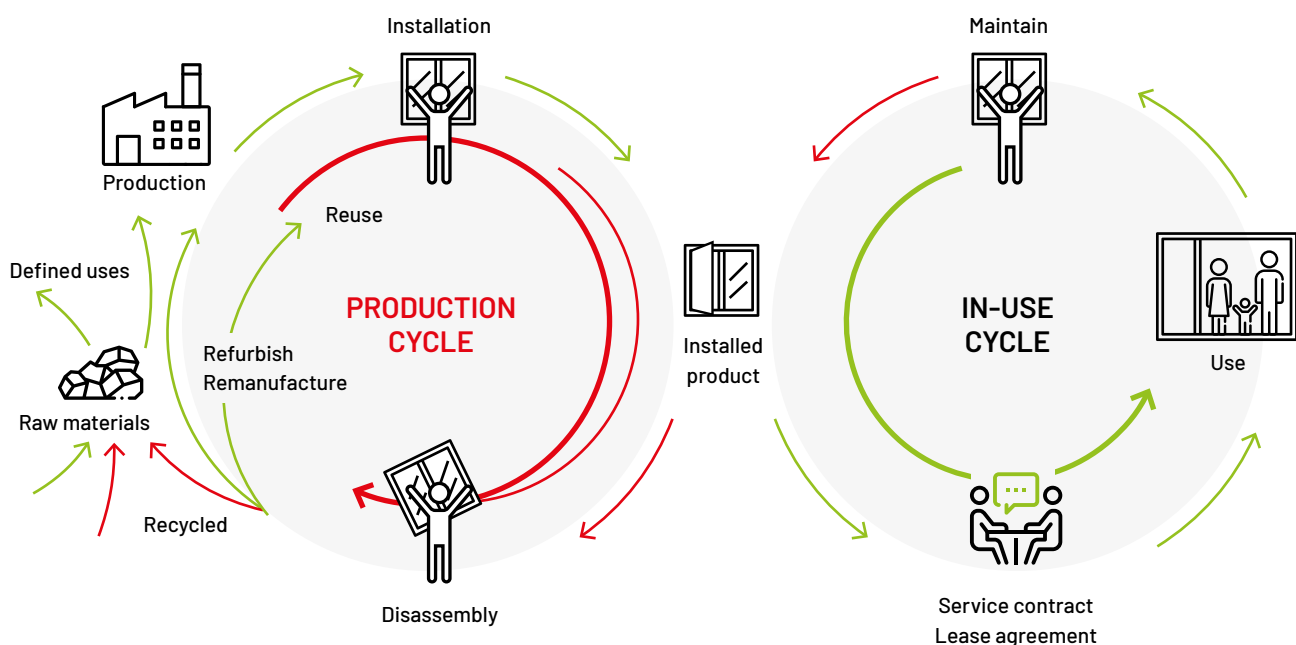 Installation
Maintain
Production
Reuse
Defined uses
PRODUCTION
CYCLE
IN-USE
CYCLE
Installed
product
Use
Refurbish
Remanufacture
Raw materials
Recycled
Disassembly
Service contract
Lease agreement